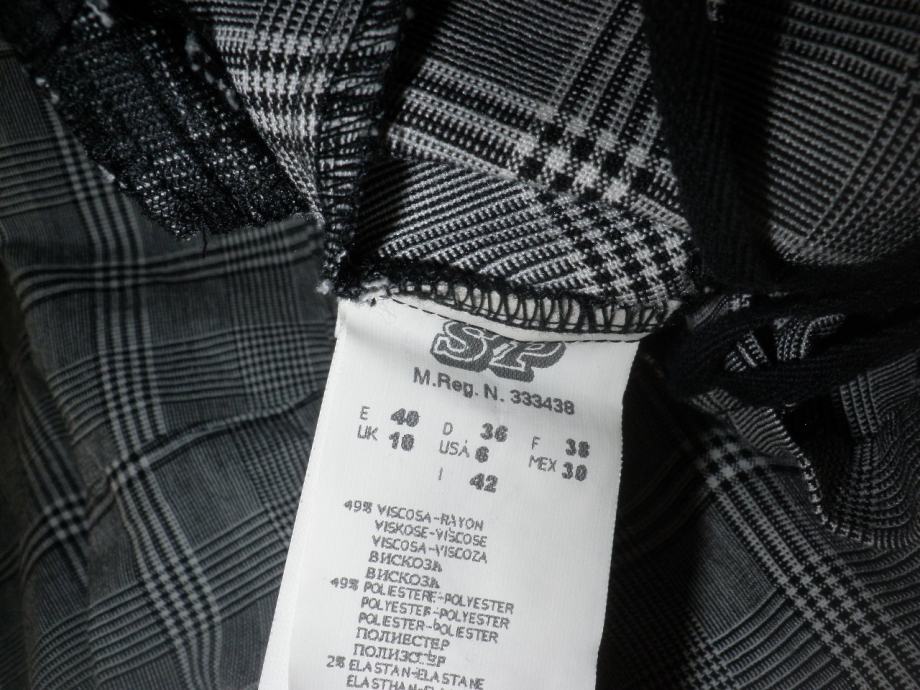 SP
M.Reg. N. 333438
E 40 D 36 F 38
UK 10 USA 6 MEX 30
I 42
49% VISCOSA-RAYON
VISKOSE-VISCOSE
VISCOSA-VISCOZA
ВИСКОЗА
ВИСКОЗА
49% POLIESTERE-POLYESTER
POLYESTER-POLYESTER
POLIESTER-POLIESTER
ПОЛИЕСТЕР
2% ELASTAN-ELASTANE